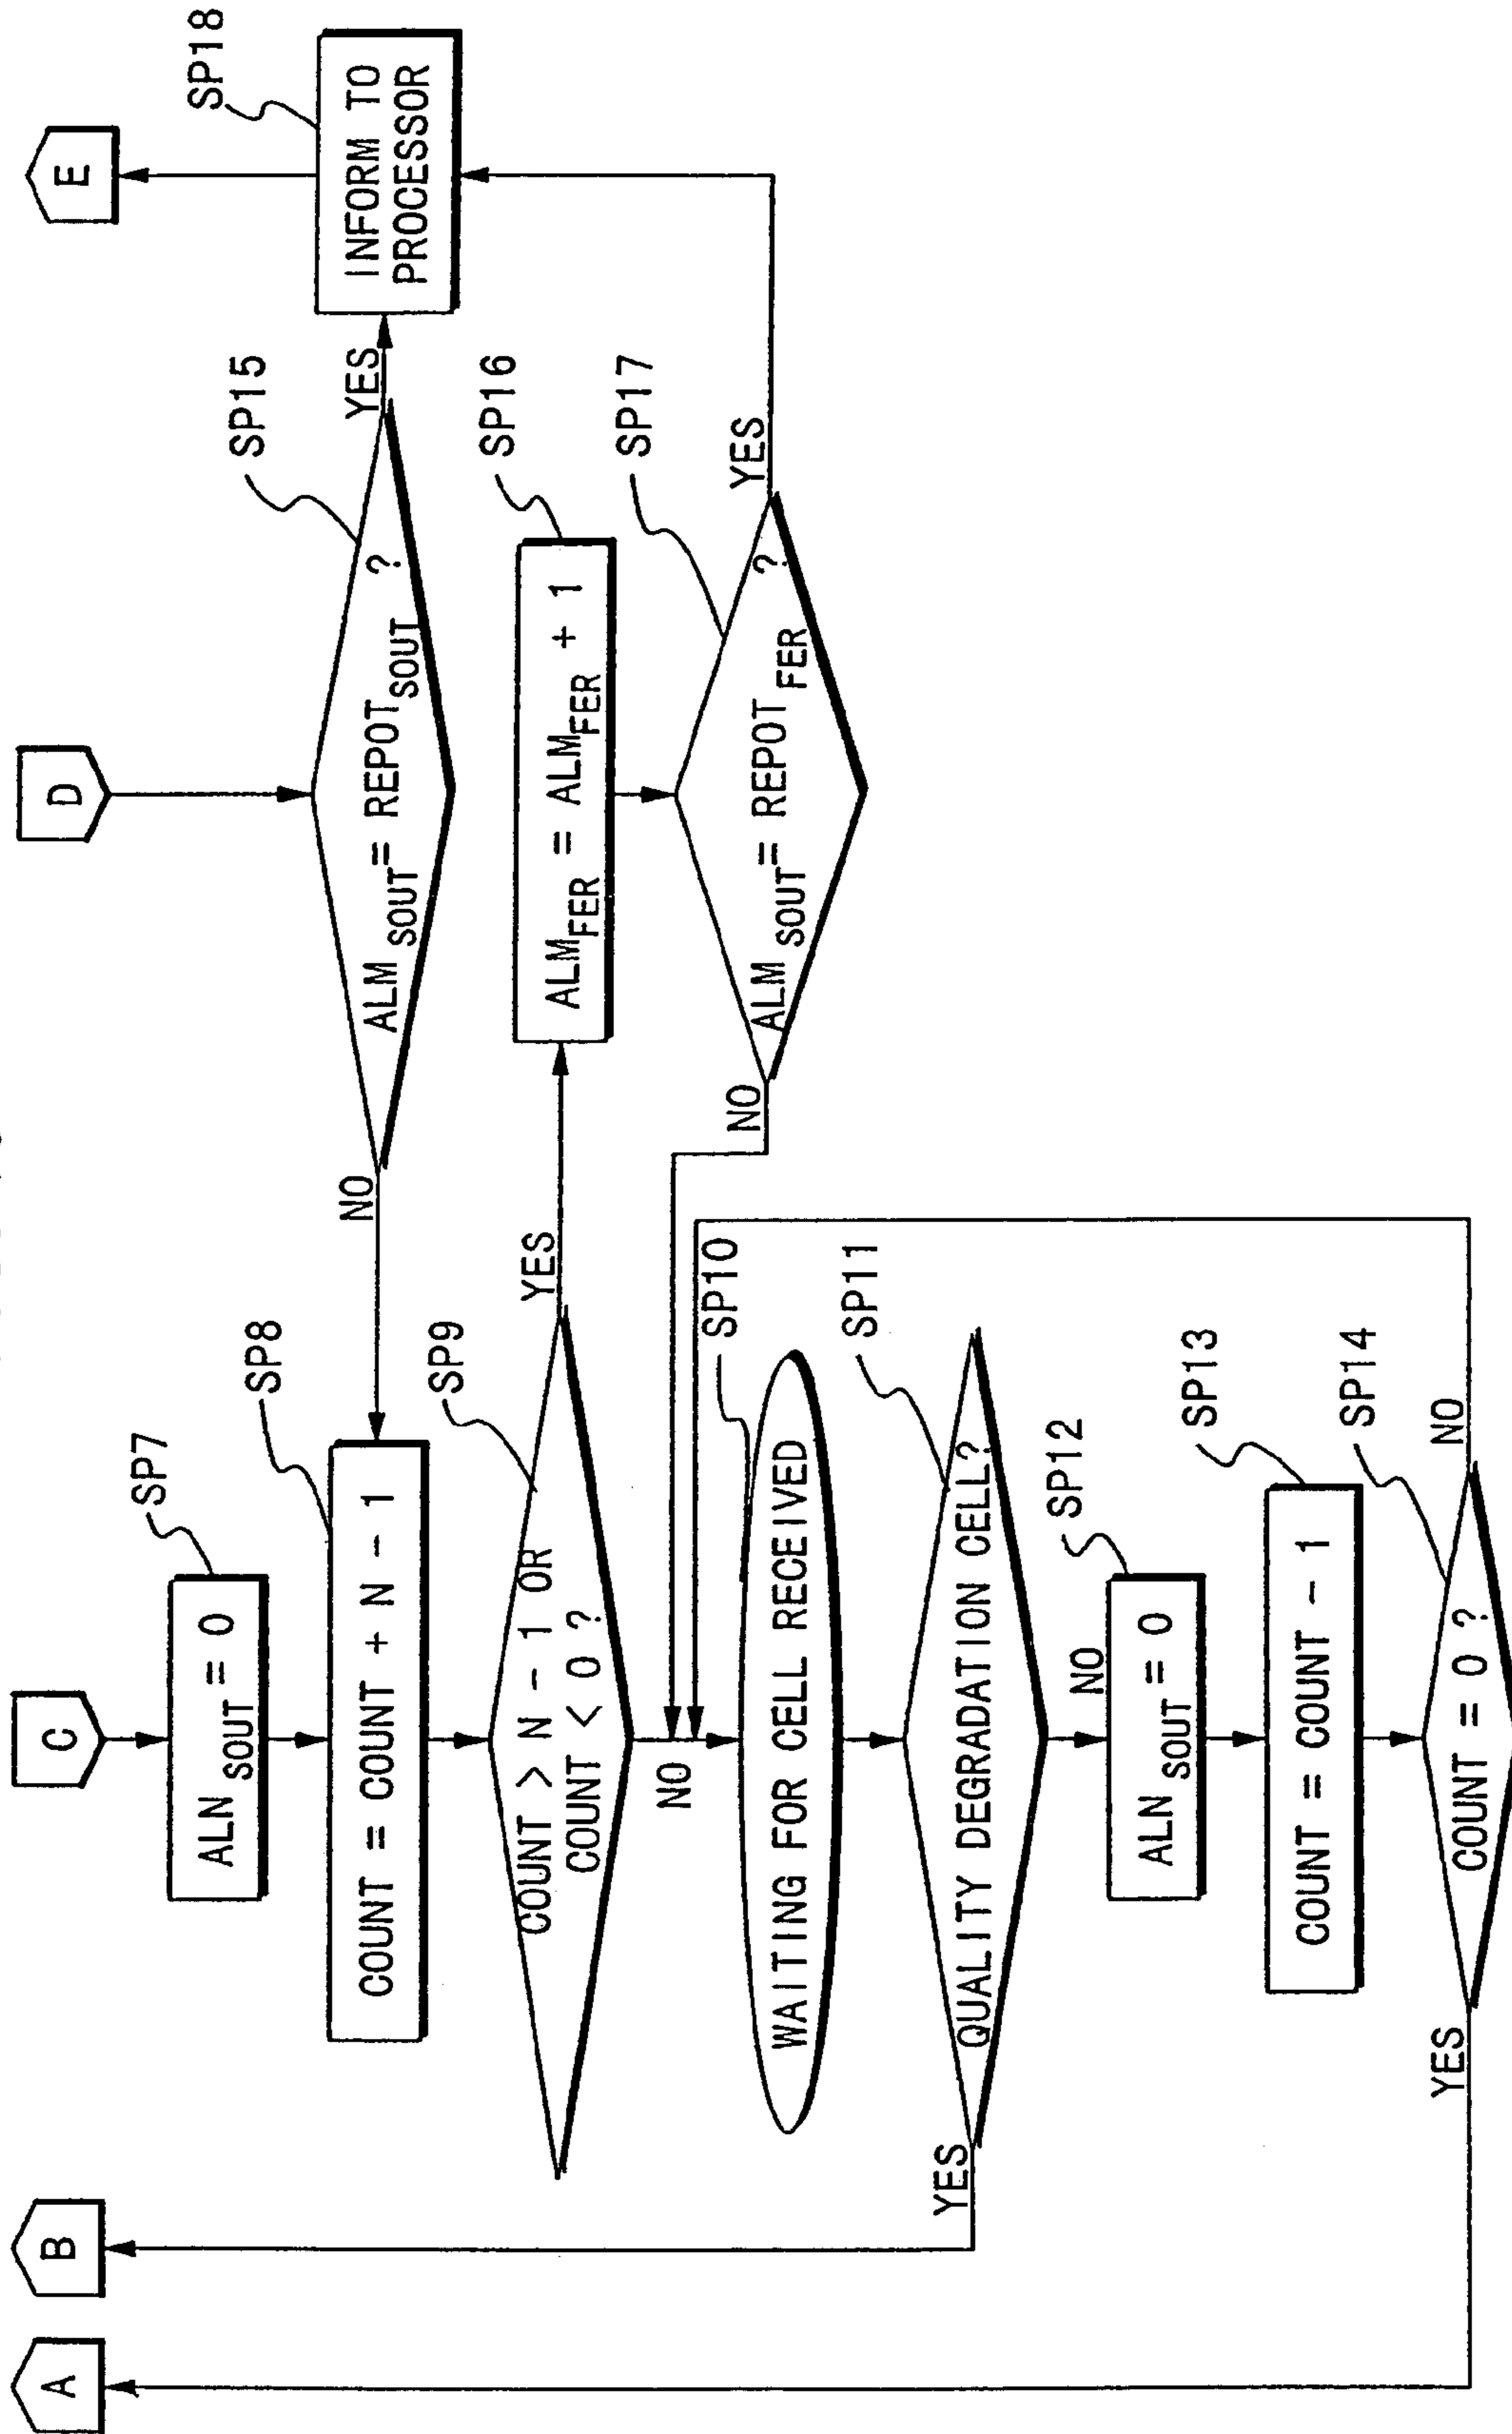 A
B
C
D
E
ALN SOUT = 0
SP7
COUNT = COUNT + N - 1
SP8
COUNT > N - 1 OR
COUNT < 0 ?
SP9
YES
NO
WAITING FOR CELL RECEIVED
SP10
QUALITY DEGRADATION CELL?
SP11
YES
NO
ALN SOUT = 0
SP12
COUNT = COUNT - 1
SP13
COUNT = 0 ?
SP14
YES
NO
ALM SOUT = REPOT SOUT ?
SP15
NO
YES
ALM FER = ALM FER + 1
SP16
ALM SOUT = REPOT FER ?
SP17
NO
YES
INFORM TO
PROCESSOR
SP18